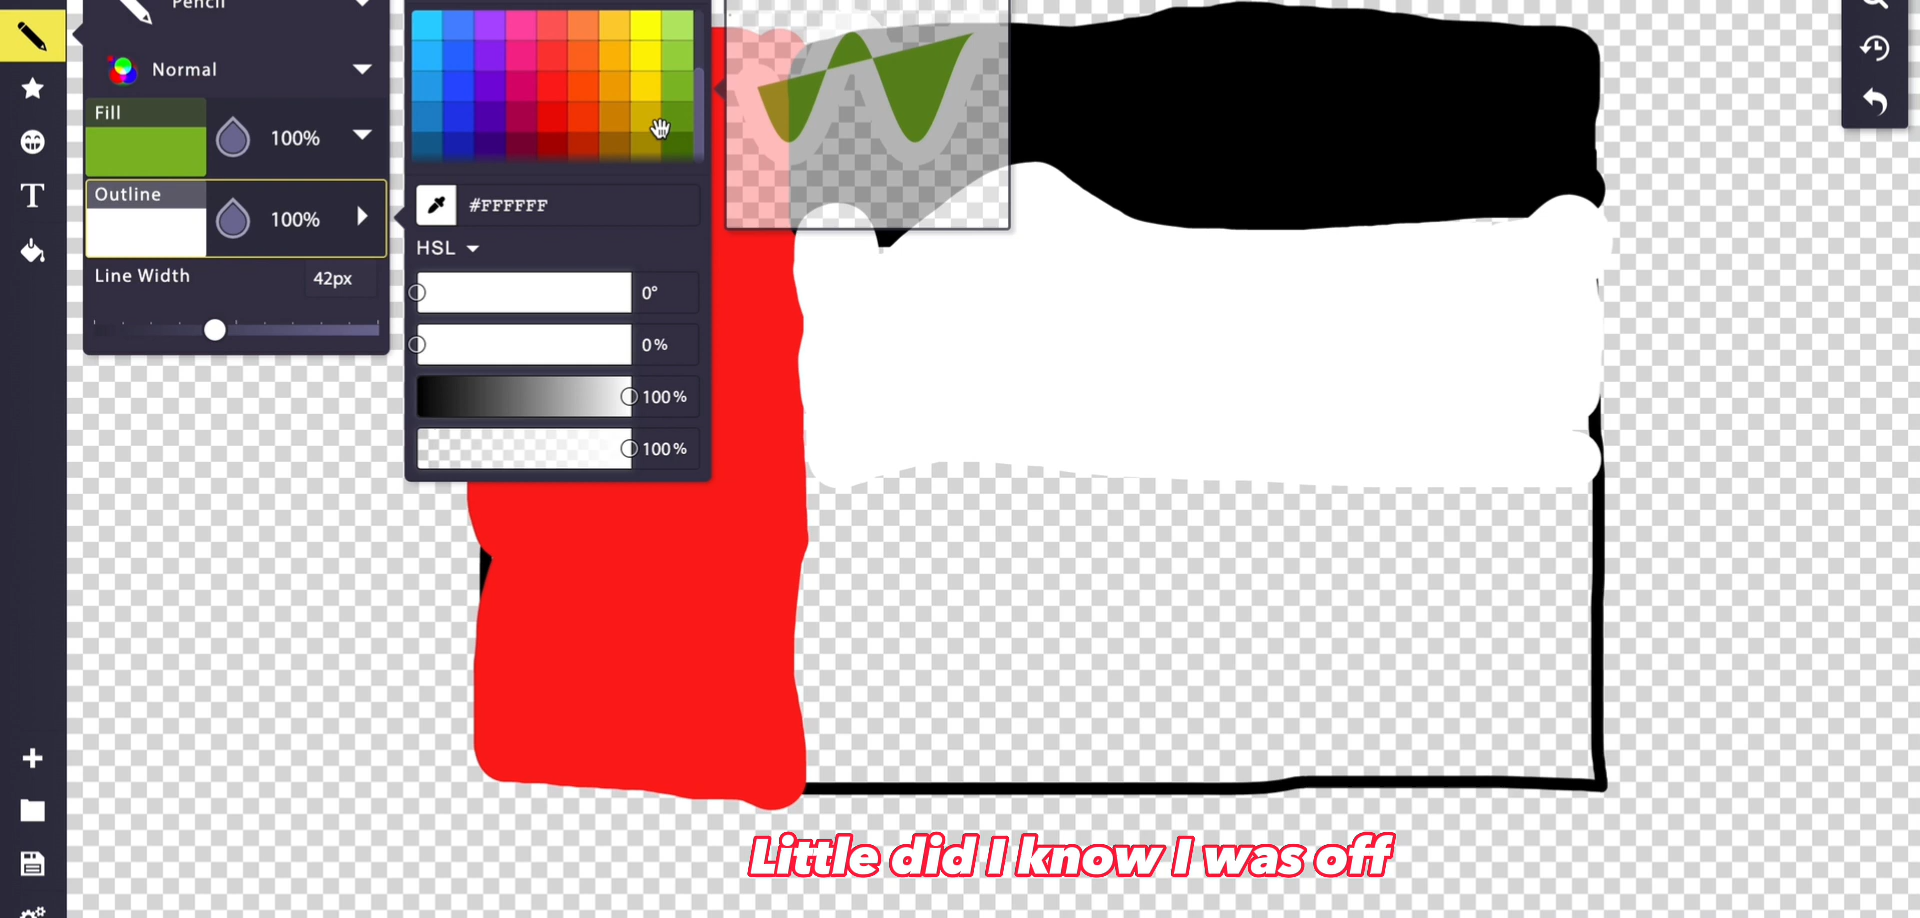 Pencil
Normal
Fill
100%
Outline
100%
Line Width
42px
#FFFFFF
HSL
0°
0%
100%
100%
T
Little did I know I was off